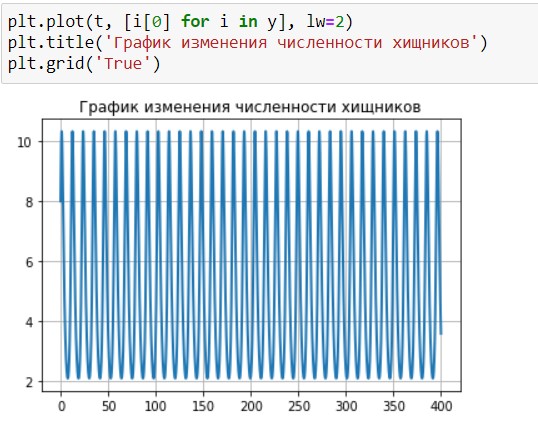 plt.plot(t, [i[0] for i in y], lw=2)
plt.title('График изменения численности хищников')
plt.grid('True')
График изменения численности хищников
10
8
6
4
2
0 50 100 150 200 250 300 350 400